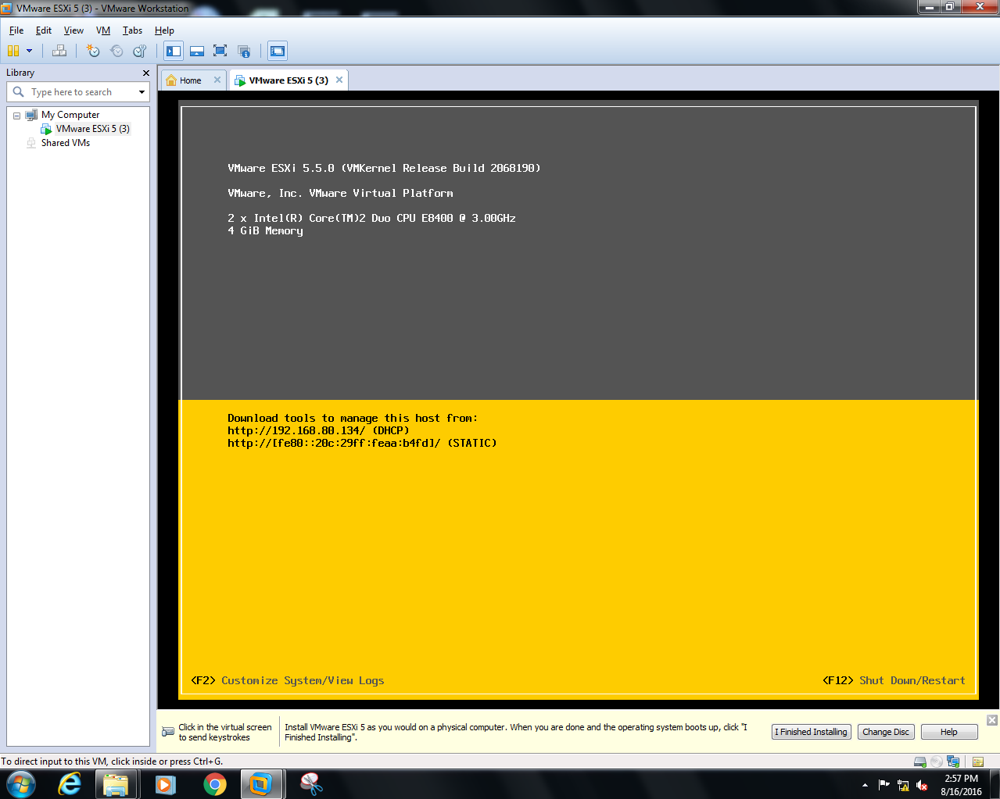 VMware ESXi 5 (3) - VMware Workstation
File Edit View VM Tabs Help
Library
Home
VMware ESXi 5 (3)
Type here to search
My Computer
VMware ESXi 5 (3)
Shared VMs
VMware ESXi 5.5.0 (VMKernel Release Build 2068190)
VMware, Inc. VMware Virtual Platform
2 x Intel(R) Core(TM)2 Duo CPU E8400 @ 3.00GHz
4 GiB Memory
Download tools to manage this host from:
http://192.168.80.134/ (DHCP)
http://[fe80::20c:29ff:feaa:b4fd]/ (STATIC)
<F2> Customize System/View Logs
<F12> Shut Down/Restart
Click in the virtual screen
to send keystrokes
Install VMware ESXi 5 as you would on a physical computer. When you are done and the operating system boots up, click "I
Finished Installing".
I Finished Installing
Change Disc
Help
To direct input to this VM, click inside or press Ctrl+G.
2:57 PM
8/16/2016